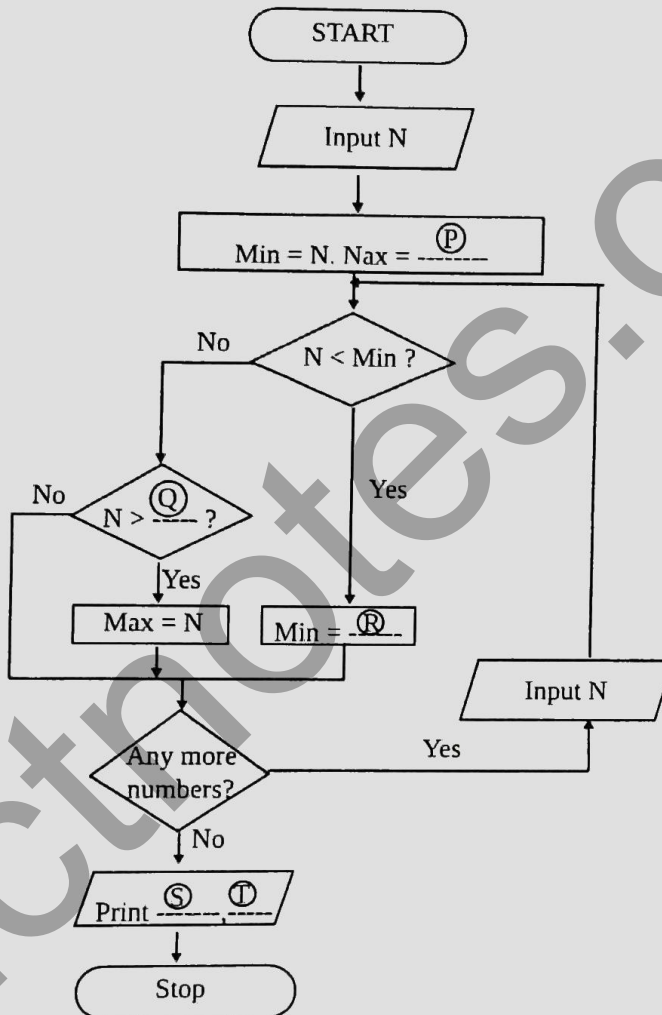 START
Input N
Ⓟ
Min = N. Nax = --------
No
N < Min ?
Yes
No
Ⓠ
N > ----- ?
Yes
Max = N
Ⓡ
Min = ------
Input N
Any more
numbers?
Yes
No
Ⓢ Ⓣ
Print -------,-----
Stop
ctnotes.c